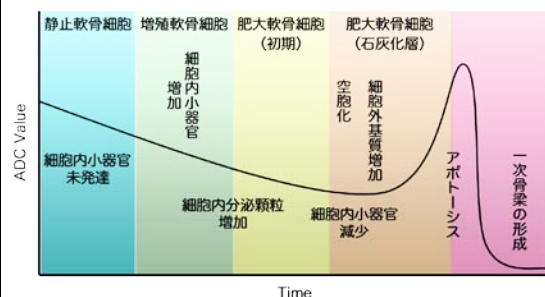 静止軟骨細胞
増殖軟骨細胞
肥大軟骨細胞
(初期)
肥大軟骨細胞
(石灰化層)
ADC Value
細胞内小器官
増加
空胞化
細胞外基質増加
細胞内小器官
未発達
細胞内分泌顆粒
増加
細胞内小器官
減少
アポトーシス
一次骨梁の形成
Time